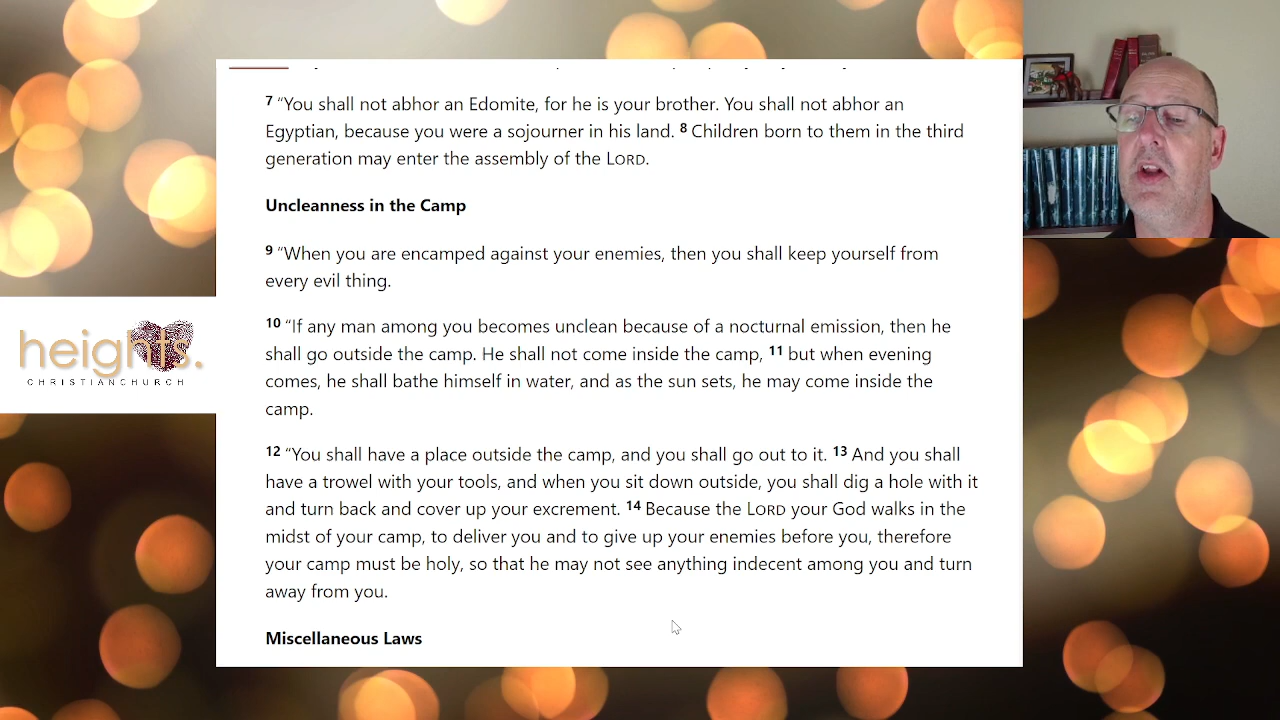 7 “You shall not abhor an Edomite, for he is your brother. You shall not abhor an
Egyptian, because you were a sojourner in his land. 8 Children born to them in the third
generation may enter the assembly of the LORD.
Uncleanness in the Camp
9 “When you are encamped against your enemies, then you shall keep yourself from
every evil thing.
10 “If any man among you becomes unclean because of a nocturnal emission, then he
shall go outside the camp. He shall not come inside the camp, 11 but when evening
comes, he shall bathe himself in water, and as the sun sets, he may come inside the
camp.
12 “You shall have a place outside the camp, and you shall go out to it. 13 And you shall
have a trowel with your tools, and when you sit down outside, you shall dig a hole with it
and turn back and cover up your excrement. 14 Because the LORD your God walks in the
midst of your camp, to deliver you and to give up your enemies before you, therefore
your camp must be holy, so that he may not see anything indecent among you and turn
away from you.
Miscellaneous Laws
heights.
CHRISTIANCHURCH